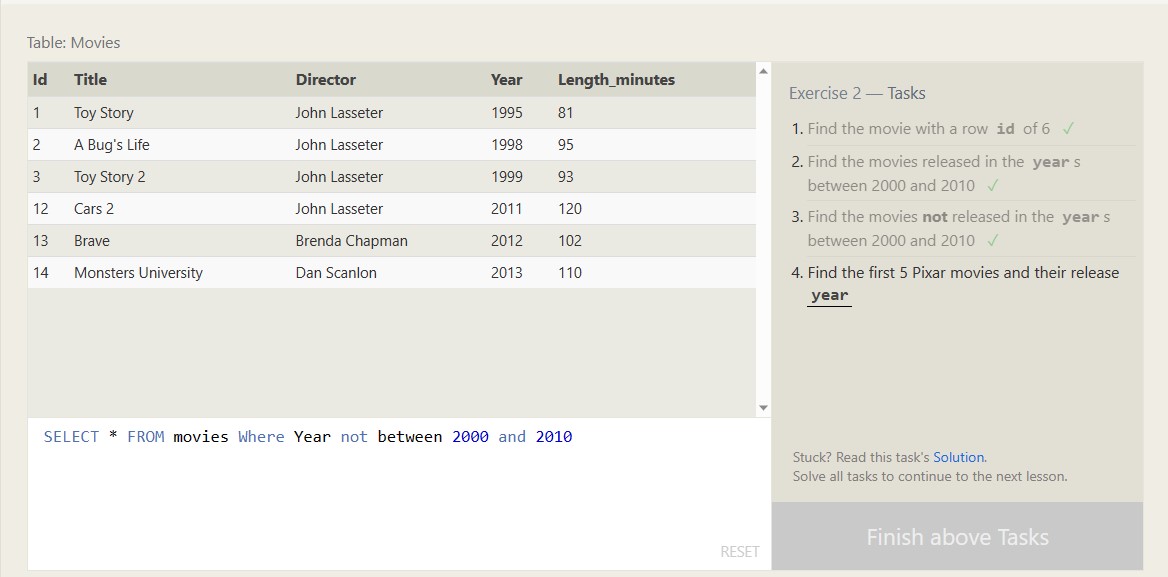 Table: Movies
Id Title Director Year Length_minutes
1 Toy Story John Lasseter 1995 81
2 A Bug's Life John Lasseter 1998 95
3 Toy Story 2 John Lasseter 1999 93
12 Cars 2 John Lasseter 2011 120
13 Brave Brenda Chapman 2012 102
14 Monsters University Dan Scanlon 2013 110
SELECT * FROM movies Where Year not between 2000 and 2010
RESET
Exercise 2 — Tasks
1. Find the movie with a row id of 6 ✓
2. Find the movies released in the year s
between 2000 and 2010 ✓
3. Find the movies not released in the year s
between 2000 and 2010 ✓
4. Find the first 5 Pixar movies and their release
year
Stuck? Read this task's Solution.
Solve all tasks to continue to the next lesson.
Finish above Tasks